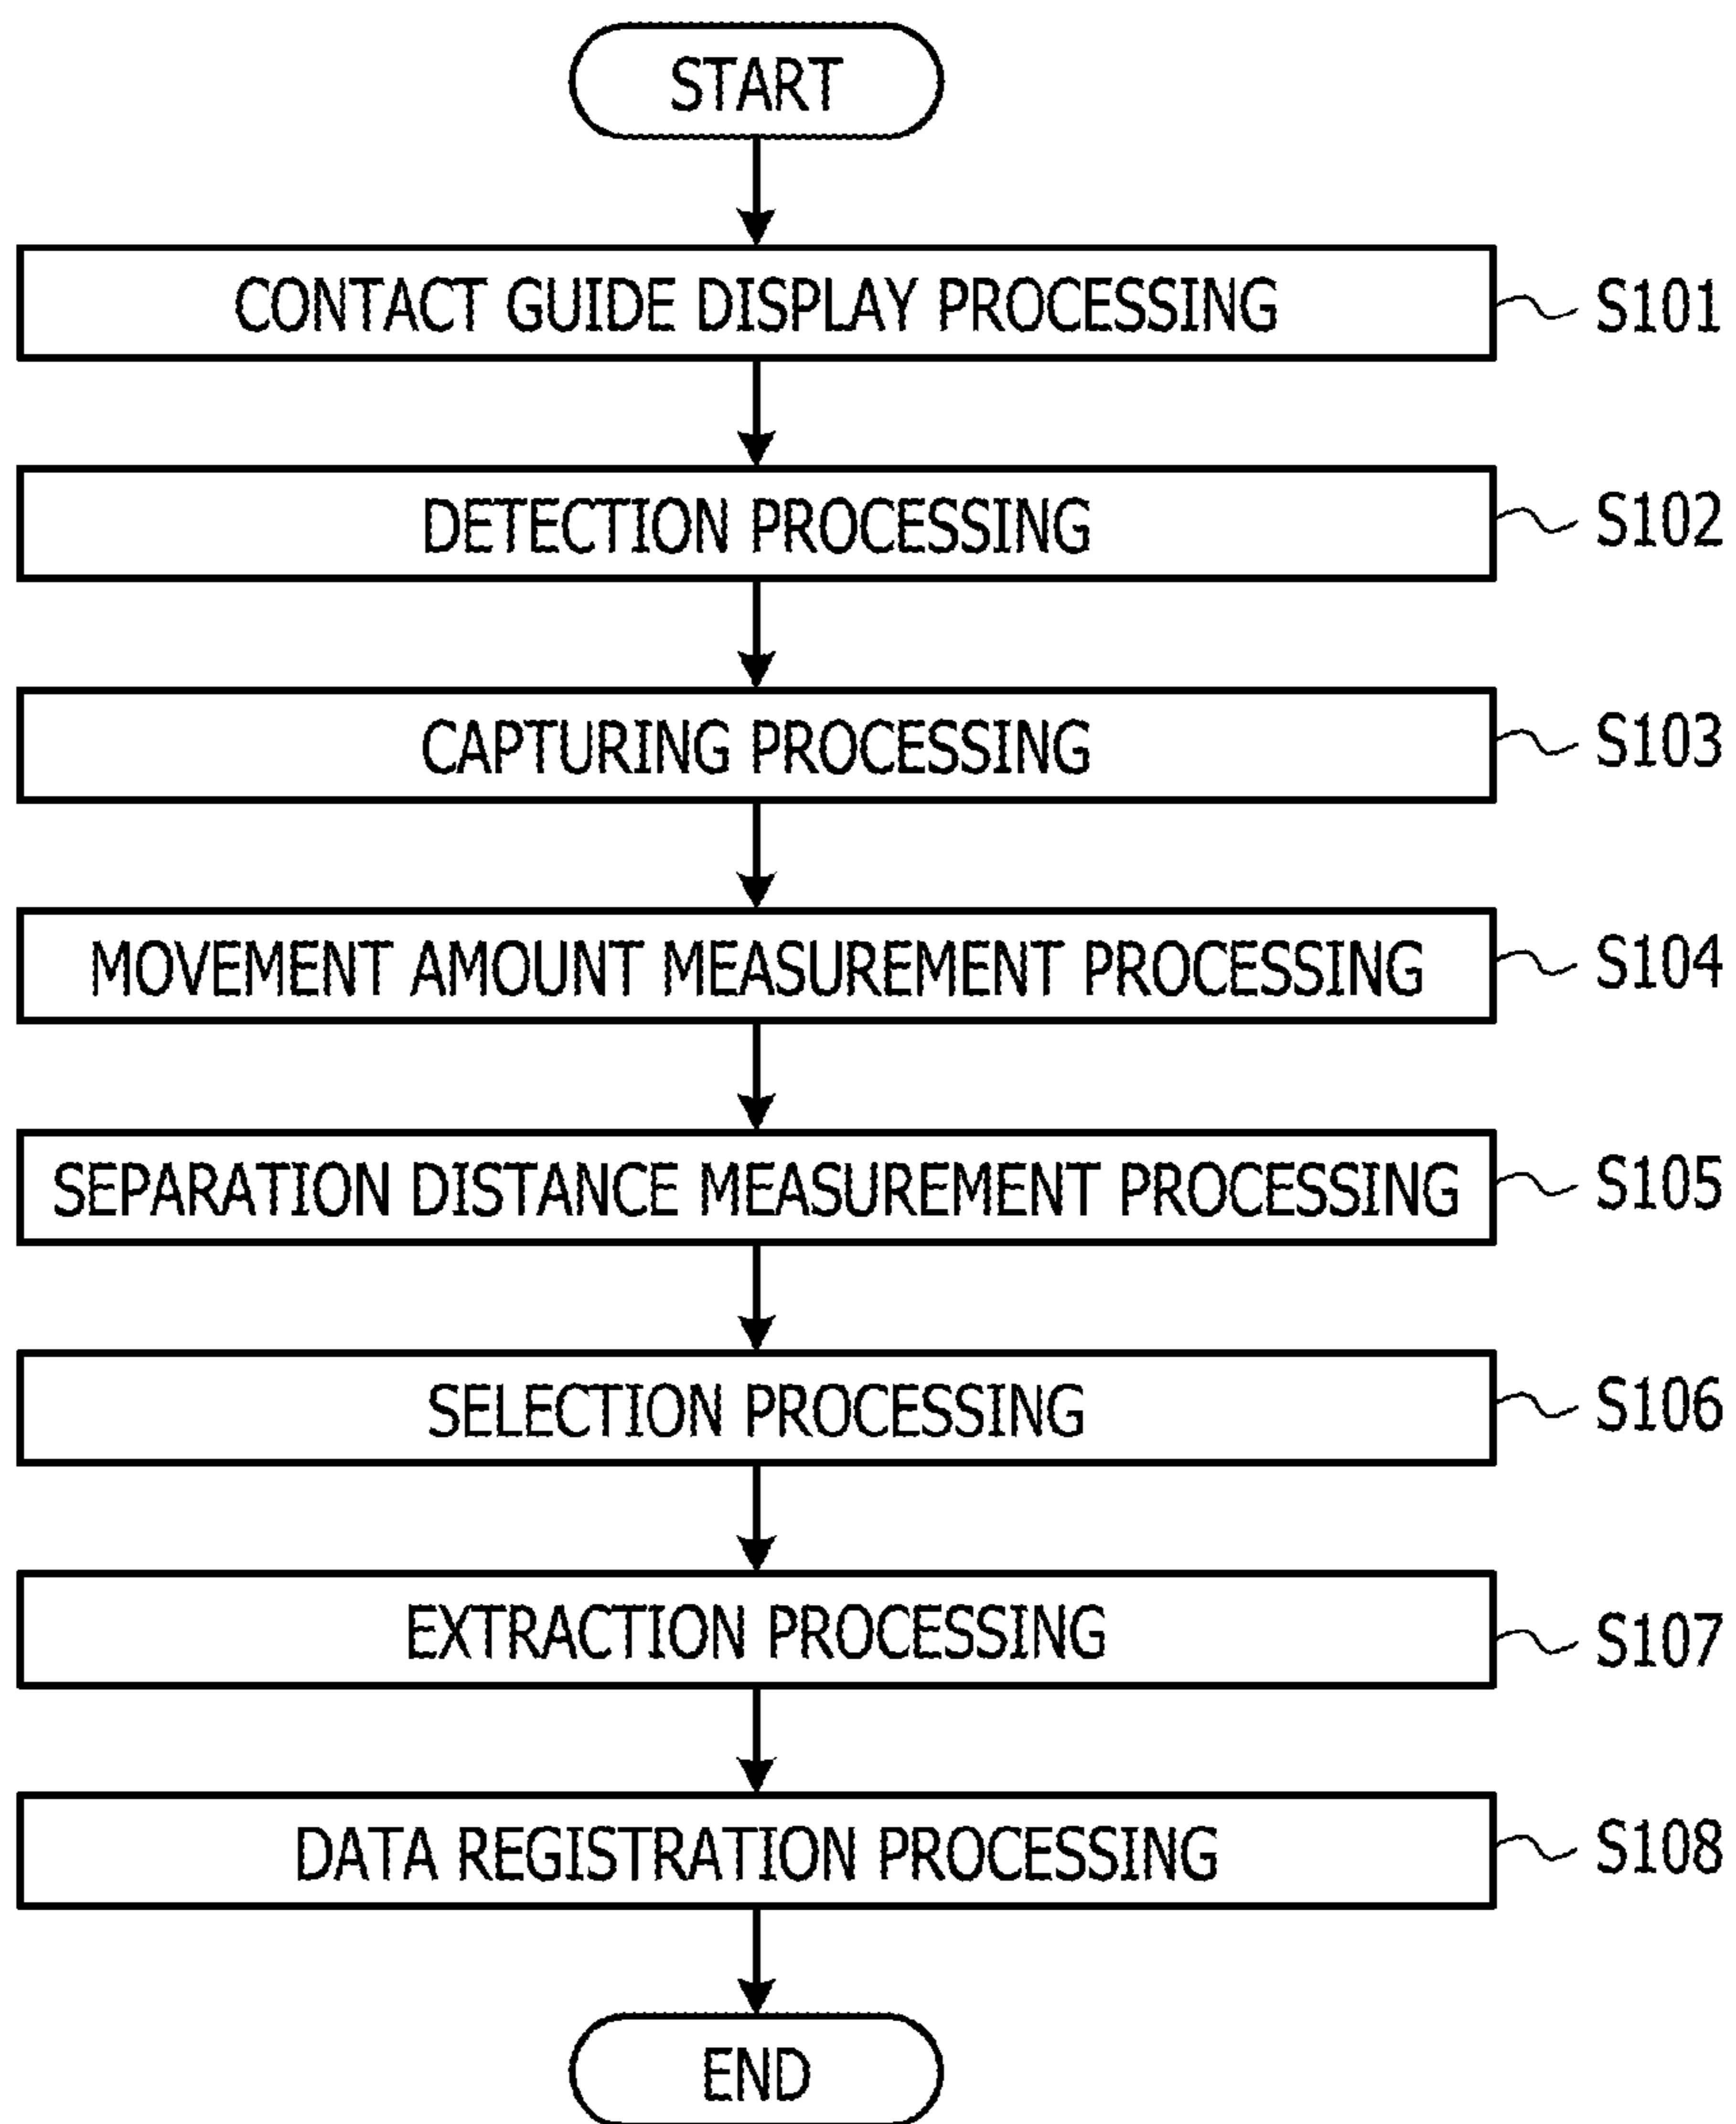 START
CONTACT GUIDE DISPLAY PROCESSING S101
DETECTION PROCESSING S102
CAPTURING PROCESSING S103
MOVEMENT AMOUNT MEASUREMENT PROCESSING S104
SEPARATION DISTANCE MEASUREMENT PROCESSING S105
SELECTION PROCESSING S106
EXTRACTION PROCESSING S107
DATA REGISTRATION PROCESSING S108
END